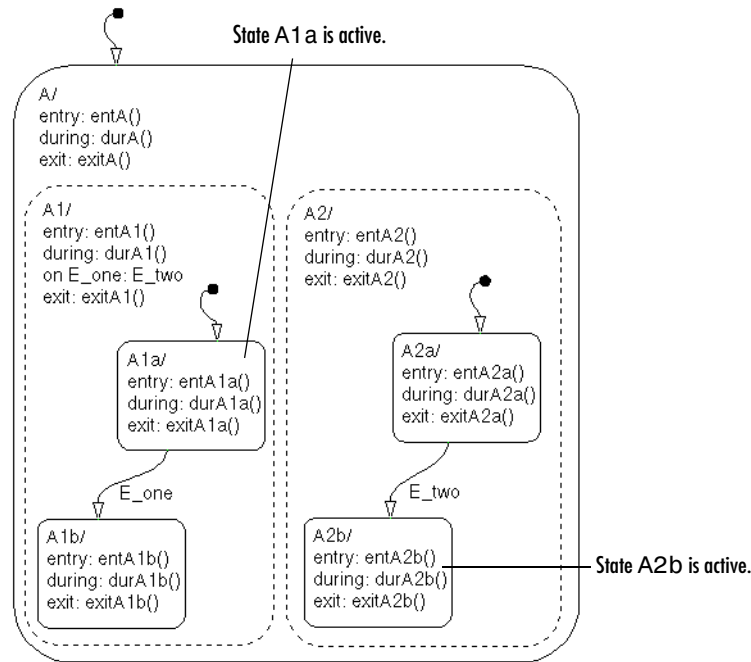 State A1a is active.
A/
entry: entA()
during: durA()
exit: exitA()
A1/
entry: entA1()
during: durA1()
on E_one: E_two
exit: exitA1()
A2/
entry: entA2()
during: durA2()
exit: exitA2()
A1a/
entry: entA1a()
during: durA1a()
exit: exitA1a()
A2a/
entry: entA2a()
during: durA2a()
exit: exitA2a()
E_one
E_two
A1b/
entry: entA1b()
during: durA1b()
exit: exitA1b()
A2b/
entry: entA2b()
during: durA2b()
exit: exitA2b()
State A2b is active.